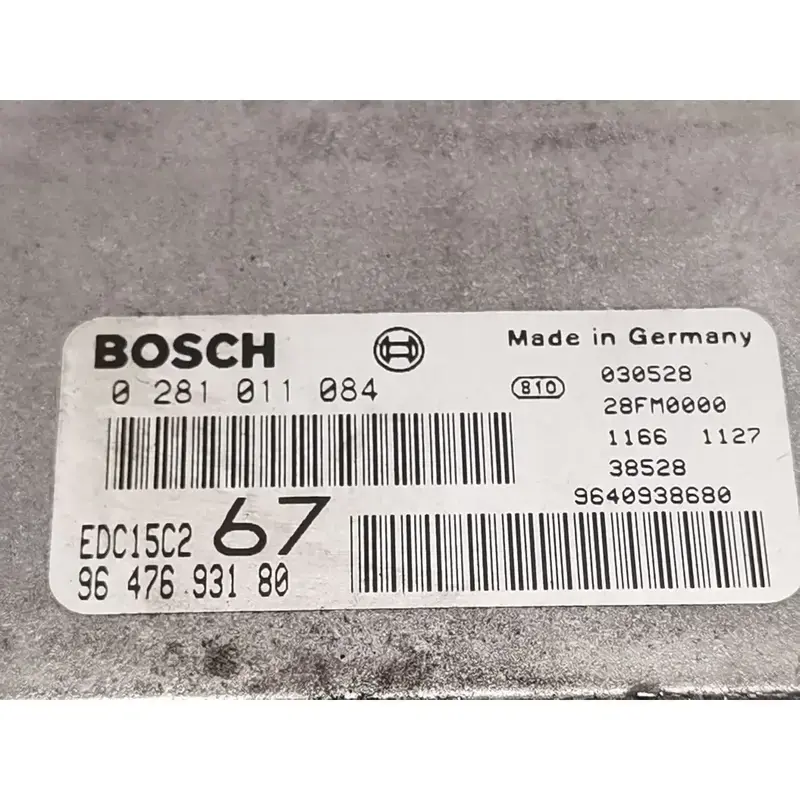 BOSCH
Made in Germany
0 281 011 084
810
030528
28FM0000
1166 1127
38528
9640938680
EDC15C2 67
96 476 931 80